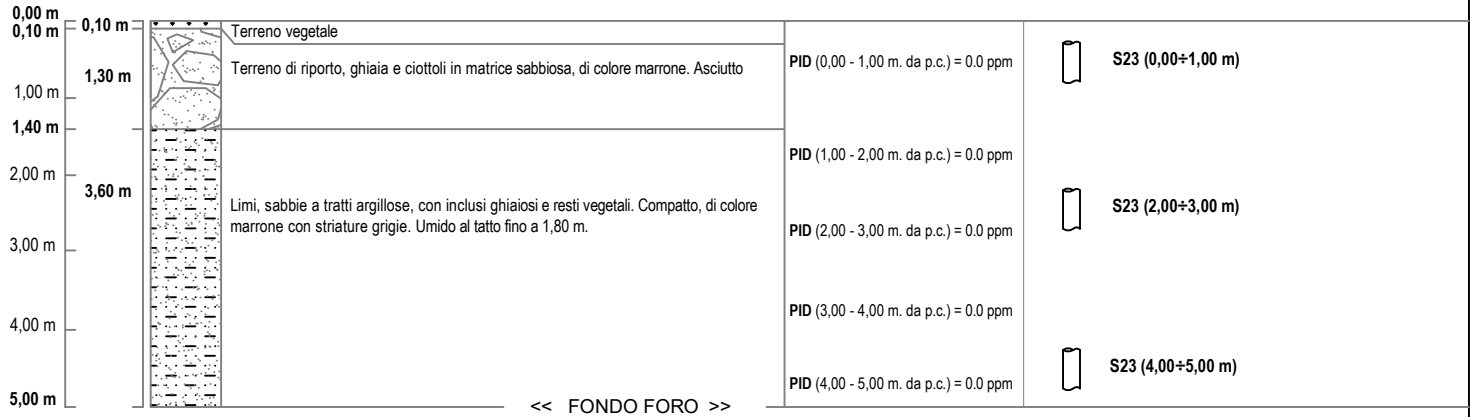 0,00 m
0,10 m
0,10 m
Terreno vegetale
PID (0,00 - 1,00 m. da p.c.) = 0.0 ppm
S23 (0,00÷1,00 m)
1,30 m
Terreno di riporto, ghiaia e ciottoli in matrice sabbiosa, di colore marrone. Asciutto
1,00 m
1,40 m
PID (1,00 - 2,00 m. da p.c.) = 0.0 ppm
2,00 m
3,60 m
Limi, sabbie a tratti argillose, con inclusi ghiaiosi e resti vegetali. Compatto, di colore
marrone con striature grigie. Umido al tatto fino a 1,80 m.
S23 (2,00÷3,00 m)
PID (2,00 - 3,00 m. da p.c.) = 0.0 ppm
3,00 m
PID (3,00 - 4,00 m. da p.c.) = 0.0 ppm
4,00 m
S23 (4,00÷5,00 m)
PID (4,00 - 5,00 m. da p.c.) = 0.0 ppm
5,00 m
<< FONDO FORO >>